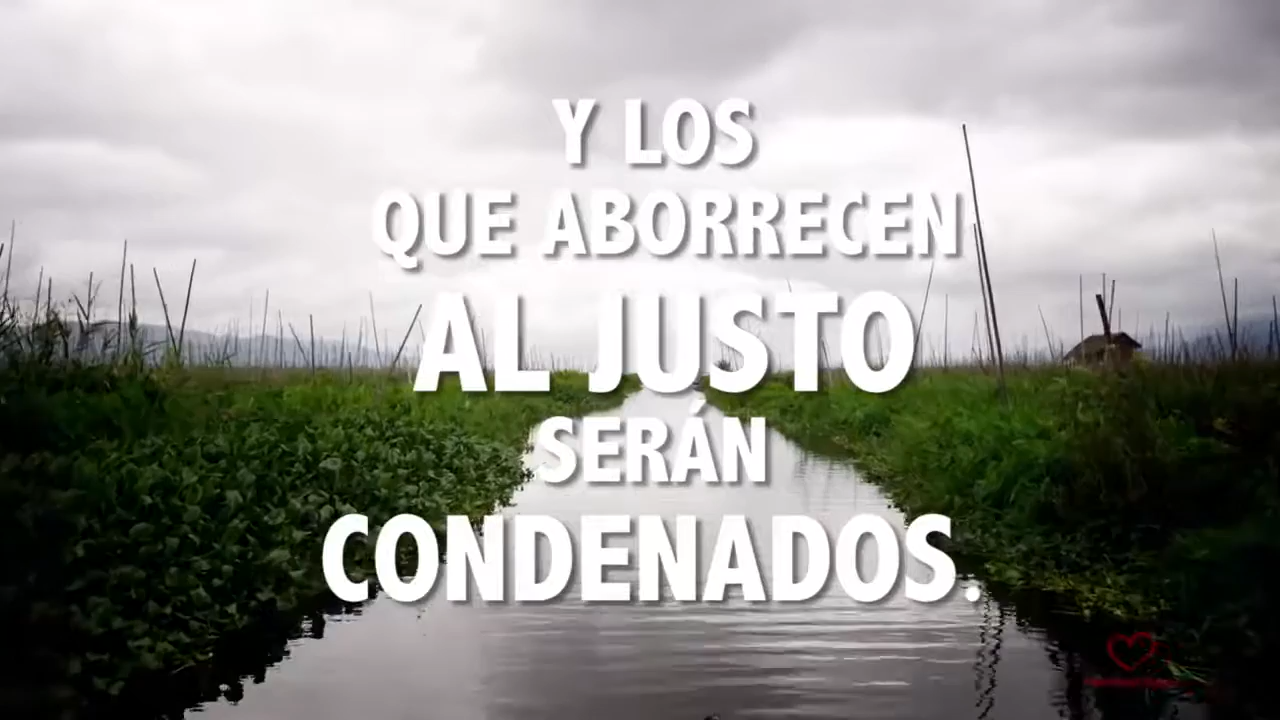 Y LOS
QUE ABORRECEN
AL JUSTO
SERÁN
CONDENADOS.